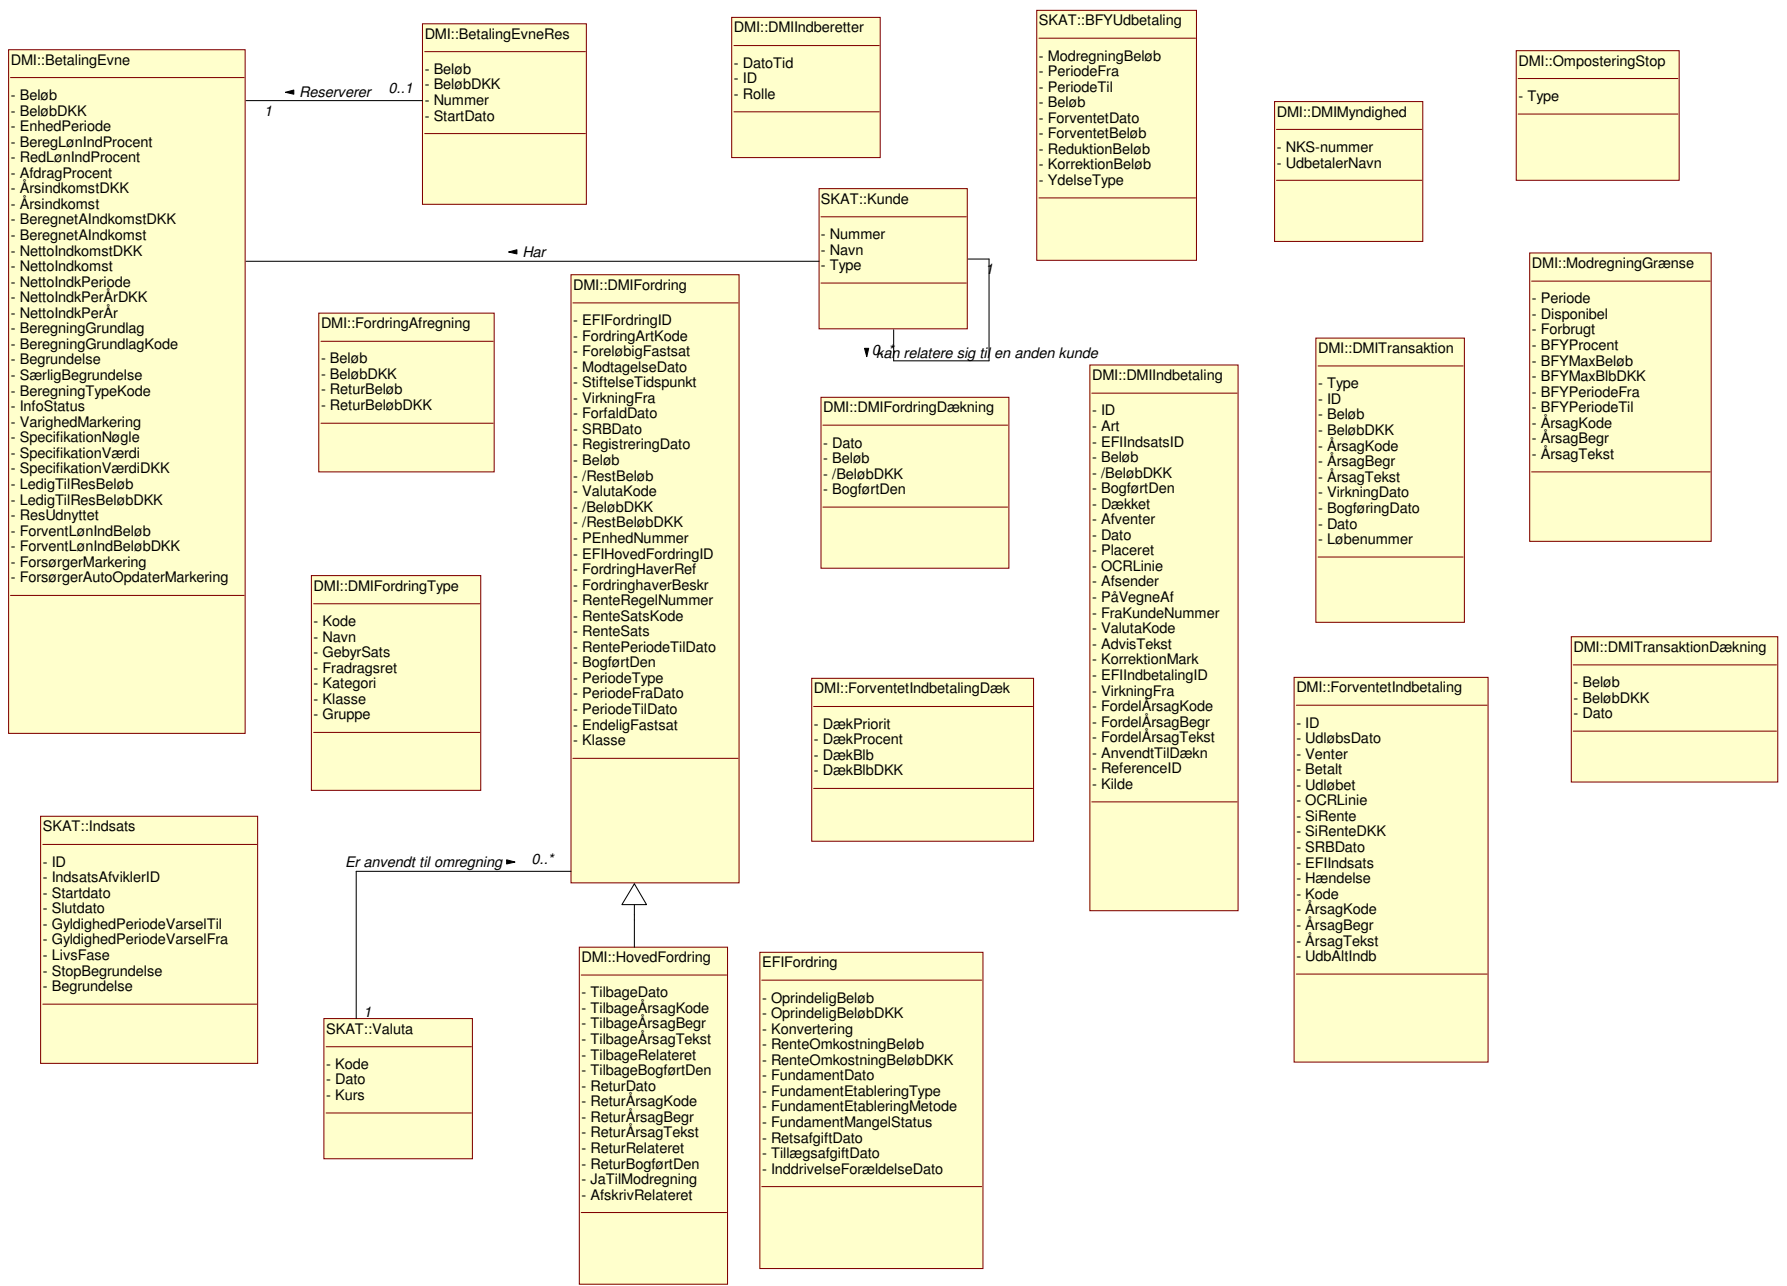 DMI::BetalingEvne
- Beløb
- BeløbDKK
- EnhedPeriode
- BeregLønIndProcent
- RedLønIndProcent
- AfdragProcent
- ÅrsindkomstDKK
- Årsindkomst
- BeregnetAIndkomstDKK
- BeregnetAIndkomst
- NettoIndkomstDKK
- NettoIndkomst
- NettoIndkPeriode
- NettoIndkPerÅrDKK
- NettoIndkPerÅr
- BeregningGrundlag
- BeregningGrundlagKode
- Begrundelse
- SærligBegrundelse
- BeregningTypeKode
- InfoStatus
- VarighedMarkering
- SpecifikationNøgle
- SpecifikationVærdi
- SpecifikationVærdiDKK
- LedigTilResBeløb
- LedigTilResBeløbDKK
- ResUdnyttet
- ForventLønIndBeløb
- ForventLønIndBeløbDKK
- ForsørgerMarkering
- ForsørgerAutoOpdaterMarkering
Reserverer
0..1
1
DMI::BetalingEvneRes
- Beløb
- BeløbDKK
- Nummer
- StartDato
DMI::DMIIndberetter
- DatoTid
- ID
- Rolle
SKAT::BFYUdbetaling
- ModregningBeløb
- PeriodeFra
- PeriodeTil
- Beløb
- ForventetDato
- ForventetBeløb
- ReduktionBeløb
- KorrektionBeløb
- YdelseType
DMI::DMIMyndighed
- NKS-nummer
- UdbetalerNavn
DMI::OmposteringStop
- Type
SKAT::Kunde
- Nummer
- Navn
- Type
Har
1
0..*
kan relatere sig til en anden kunde
DMI::ModregningGrænse
- Periode
- Disponibel
- Forbrugt
- BFYProcent
- BFYMaxBeløb
- BFYMaxBlbDKK
- BFYPeriodeFra
- BFYPeriodeTil
- ÅrsagKode
- ÅrsagBegr
- ÅrsagTekst
DMI::FordringAfregning
- Beløb
- BeløbDKK
- ReturBeløb
- ReturBeløbDKK
DMI::DMIFordring
- EFIFordringID
- FordringArtKode
- ForeløbigFastsat
- ModtagelseDato
- StiftelseTidspunkt
- VirkningFra
- ForfaldDato
- SRBDato
- RegistreringDato
- Beløb
- /RestBeløb
- ValutaKode
- /BeløbDKK
- /RestBeløbDKK
- PEnhedNummer
- EFIHovedFordringID
- FordringHaverRef
- FordringhaverBeskr
- RenteRegelNummer
- RenteSatsKode
- RenteSats
- RentePeriodeTilDato
- BogførtDen
- PeriodeType
- PeriodeFraDato
- PeriodeTilDato
- EndeligFastsat
- Klasse
DMI::DMIFordringDækning
- Dato
- Beløb
- /BeløbDKK
- BogførtDen
DMI::DMIIndbetaling
- ID
- Art
- EFIIndsatsID
- Beløb
- /BeløbDKK
- BogførtDen
- Dækket
- Afventer
- Dato
- Placeret
- OCRLinie
- Afsender
- PåVegneAf
- FraKundeNummer
- ValutaKode
- AdvisTekst
- KorrektionMark
- EFIIndbetalingID
- VirkningFra
- FordelÅrsagKode
- FordelÅrsagBegr
- FordelÅrsagTekst
- AnvendtTilDækn
- ReferenceID
- Kilde
DMI::DMITransaktion
- Type
- ID
- Beløb
- BeløbDKK
- ÅrsagKode
- ÅrsagBegr
- ÅrsagTekst
- VirkningDato
- BogføringDato
- Dato
- Løbenummer
DMI::DMIFordringType
- Kode
- Navn
- GebyrSats
- Fradragsret
- Kategori
- Klasse
- Gruppe
DMI::ForventetIndbetalingDæk
- DækPriorit
- DækProcent
- DækBlb
- DækBlbDKK
DMI::ForventetIndbetaling
- ID
- UdløbsDato
- Venter
- Betalt
- Udløbet
- OCRLinie
- SiRente
- SiRenteDKK
- SRBDato
- EFIIndsats
- Hændelse
- Kode
- ÅrsagKode
- ÅrsagBegr
- ÅrsagTekst
- UdbAltIndb
DMI::DMITransaktionDækning
- Beløb
- BeløbDKK
- Dato
SKAT::Indsats
- ID
- IndsatsAfviklerID
- Startdato
- Slutdato
- GyldighedPeriodeVarselTil
- GyldighedPeriodeVarselFra
- LivsFase
- StopBegrundelse
- Begrundelse
Er anvendt til omregning
0..*
1
SKAT::Valuta
- Kode
- Dato
- Kurs
DMI::HovedFordring
- TilbageDato
- TilbageÅrsagKode
- TilbageÅrsagBegr
- TilbageÅrsagTekst
- TilbageRelateret
- TilbageBogførtDen
- ReturDato
- ReturÅrsagKode
- ReturÅrsagBegr
- ReturÅrsagTekst
- ReturRelateret
- ReturBogførtDen
- JaTilModregning
- AfskrivRelateret
EFIFordring
- OprindeligBeløb
- OprindeligBeløbDKK
- Konvertering
- RenteOmkostningBeløb
- RenteOmkostningBeløbDKK
- FundamentDato
- FundamentEtableringType
- FundamentEtableringMetode
- FundamentMangelStatus
- RetsafgiftDato
- TillægsafgiftDato
- InddrivelseForældelseDato